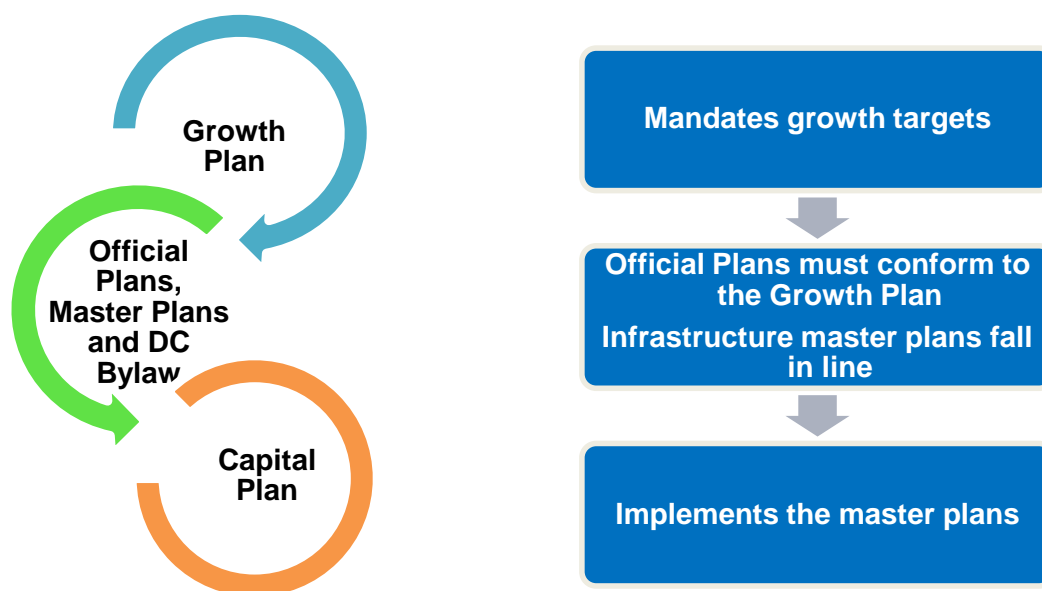 Growth
Plan
Mandates growth targets
Official
Plans,
Master Plans
and DC
Bylaw
Official Plans must conform to
the Growth Plan
Infrastructure master plans fall
in line
Capital
Plan
Implements the master plans